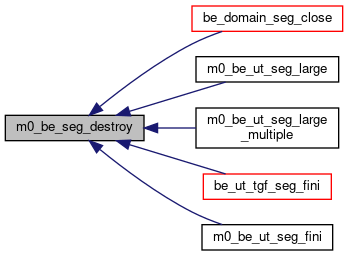 be_domain_seg_close
m0_be_ut_seg_large
m0_be_seg_destroy
m0_be_ut_seg_large
_multiple
be_ut_tgf_seg_fini
m0_be_ut_seg_fini